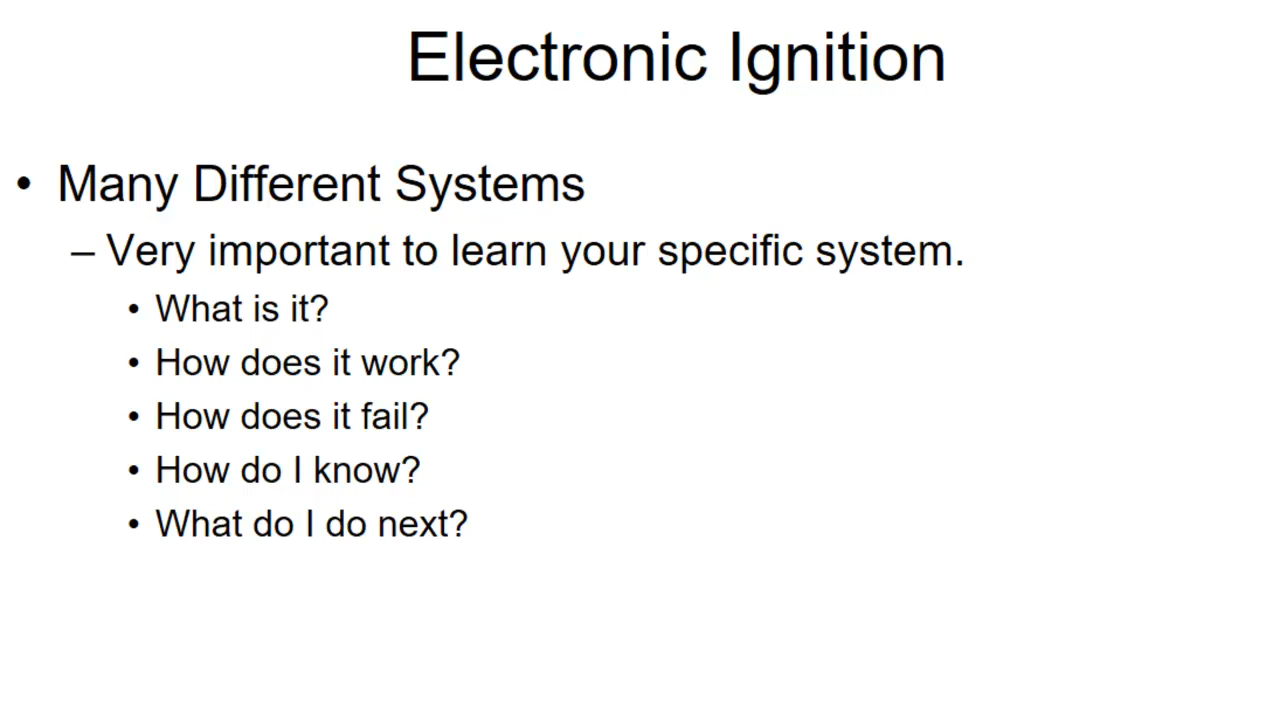 Electronic Ignition
• Many Different Systems
– Very important to learn your specific system.
• What is it?
• How does it work?
• How does it fail?
• How do I know?
• What do I do next?